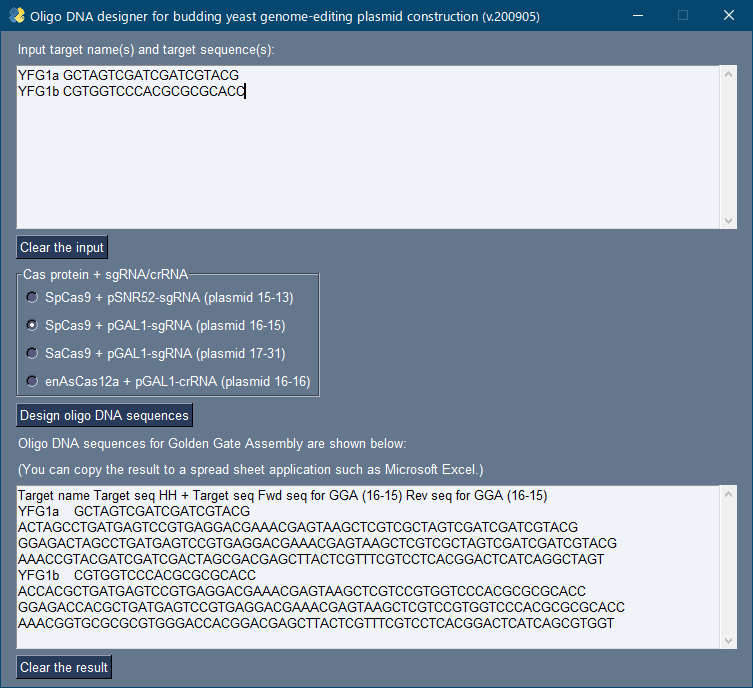 Oligo DNA designer for budding yeast genome-editing plasmid construction (v.200905)
Input target name(s) and target sequence(s):
YFG1a GCTAGTCGATCGATCGTACG
YFG1b CGTGGTCCCACGCGCGCACC
Clear the input
Cas protein + sgRNA/crRNA
SpCas9 + pSNR52-sgRNA (plasmid 15-13)
SpCas9 + pGAL1-sgRNA (plasmid 16-15)
SaCas9 + pGAL1-sgRNA (plasmid 17-31)
enAsCas12a + pGAL1-crRNA (plasmid 16-16)
Design oligo DNA sequences
Oligo DNA sequences for Golden Gate Assembly are shown below:
(You can copy the result to a spread sheet application such as Microsoft Excel.)
Target name Target seq HH + Target seq Fwd seq for GGA (16-15) Rev seq for GGA (16-15)
YFG1a GCTAGTCGATCGATCGTACG
ACTAGCCTGATGAGTCCGTGAGGACGAAACGAGTAAGCTCGTCGCTAGTCGATCGATCGTACG
GGAGACTAGCCTGATGAGTCCGTGAGGACGAAACGAGTAAGCTCGTCGCTAGTCGATCGATCGTACG
AAACCGTACGATCGATCGACTAGCGACGAGCTTACTCGTTTCGTCCTCACGGACTCATCAGGCTAGT
YFG1b CGTGGTCCCACGCGCGCACC
ACCACGCTGATGAGTCCGTGAGGACGAAACGAGTAAGCTCGTCCGTGGTCCCACGCGCGCACC
GGAGACCACGCTGATGAGTCCGTGAGGACGAAACGAGTAAGCTCGTCCGTGGTCCCACGCGCGCACC
AAACGGTGCGCGCGTGGGACCACGGACGAGCTTACTCGTTTCGTCCTCACGGACTCATCAGCGTGGT
Clear the result